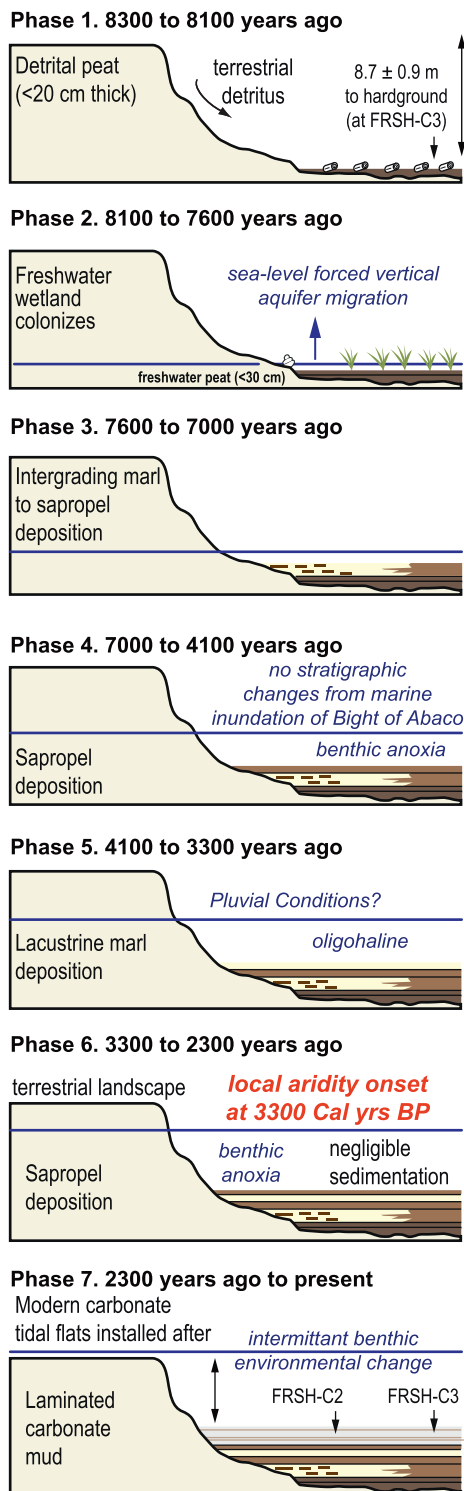 Phase 1. 8300 to 8100 years ago
Detrital peat
(<20 cm thick)
terrestrial
detritus
8.7 ± 0.9 m
to hardground
(at FRSH-C3)
Phase 2. 8100 to 7600 years ago
Freshwater
wetland
colonizes
sea-level forced vertical
aquifer migration
freshwater peat (<30 cm)
Phase 3. 7600 to 7000 years ago
Intergrading marl
to sapropel
deposition
Phase 4. 7000 to 4100 years ago
no stratigraphic
changes from marine
inundation of Bight of Abaco
benthic anoxia
Sapropel
deposition
Phase 5. 4100 to 3300 years ago
Pluvial Conditions?
Lacustrine marl
deposition
oligohaline
Phase 6. 3300 to 2300 years ago
terrestrial landscape
local aridity onset
at 3300 Cal yrs BP
benthic
anoxia
negligible
sedimentation
Sapropel
deposition
Phase 7. 2300 years ago to present
Modern carbonate
tidal flats installed after
intermittant benthic
environmental change
FRSH-C2
FRSH-C3
Laminated
carbonate
mud